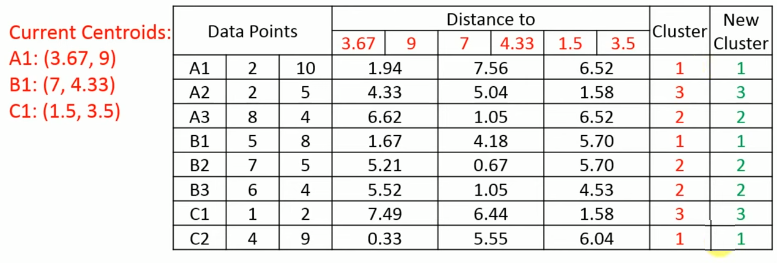 Current Centroids:
A1: (3.67, 9)
B1: (7, 4.33)
C1: (1.5, 3.5)
Data Points Distance to Cluster New Cluster
3.67 9 7 4.33 1.5 3.5
A1 2 10 1.94 7.56 6.52 1 1
A2 2 5 4.33 5.04 1.58 3 3
A3 8 4 6.62 1.05 6.52 2 2
B1 5 8 1.67 4.18 5.70 1 1
B2 7 5 5.21 0.67 5.70 2 2
B3 6 4 5.52 1.05 4.53 2 2
C1 1 2 7.49 6.44 1.58 3 3
C2 4 9 0.33 5.55 6.04 1 1